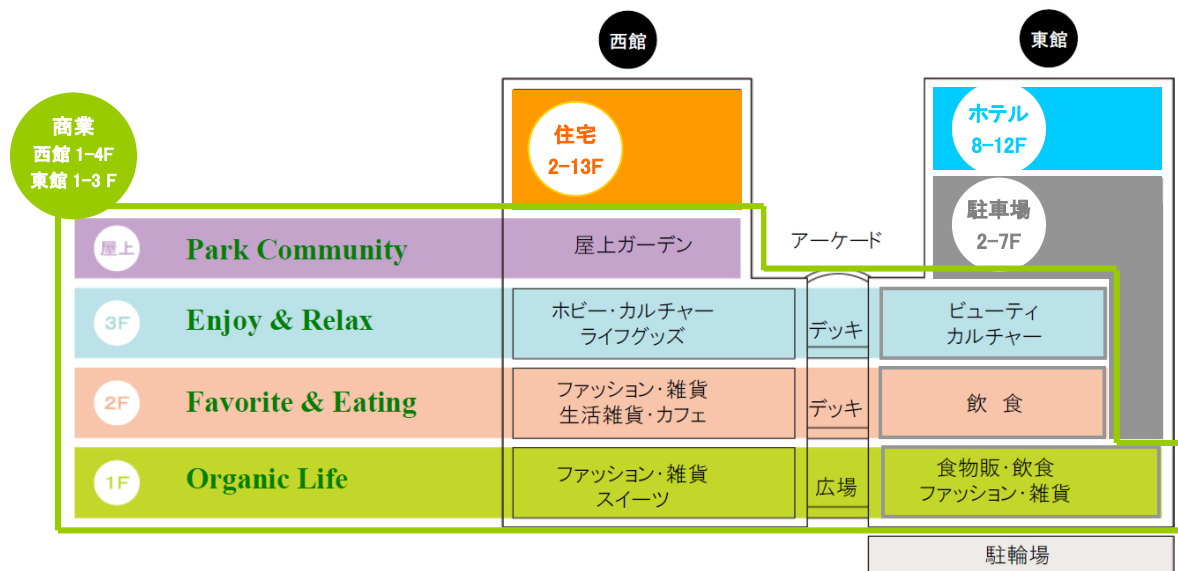 西館
東館
商業
西館 1-4F
東館 1-3 F
住宅
2-13F
ホテル
8-12F
駐車場
2-7F
屋上
Park Community
屋上ガーデン
アーケード
3F
Enjoy & Relax
ホビー・カルチャー
ライフグッズ
デッキ
ビューティ
カルチャー
2F
Favorite & Eating
ファッション・雑貨
生活雑貨・カフェ
デッキ
飲 食
1F
Organic Life
ファッション・雑貨
スイーツ
広場
食物販・飲食
ファッション・雑貨
駐輪場